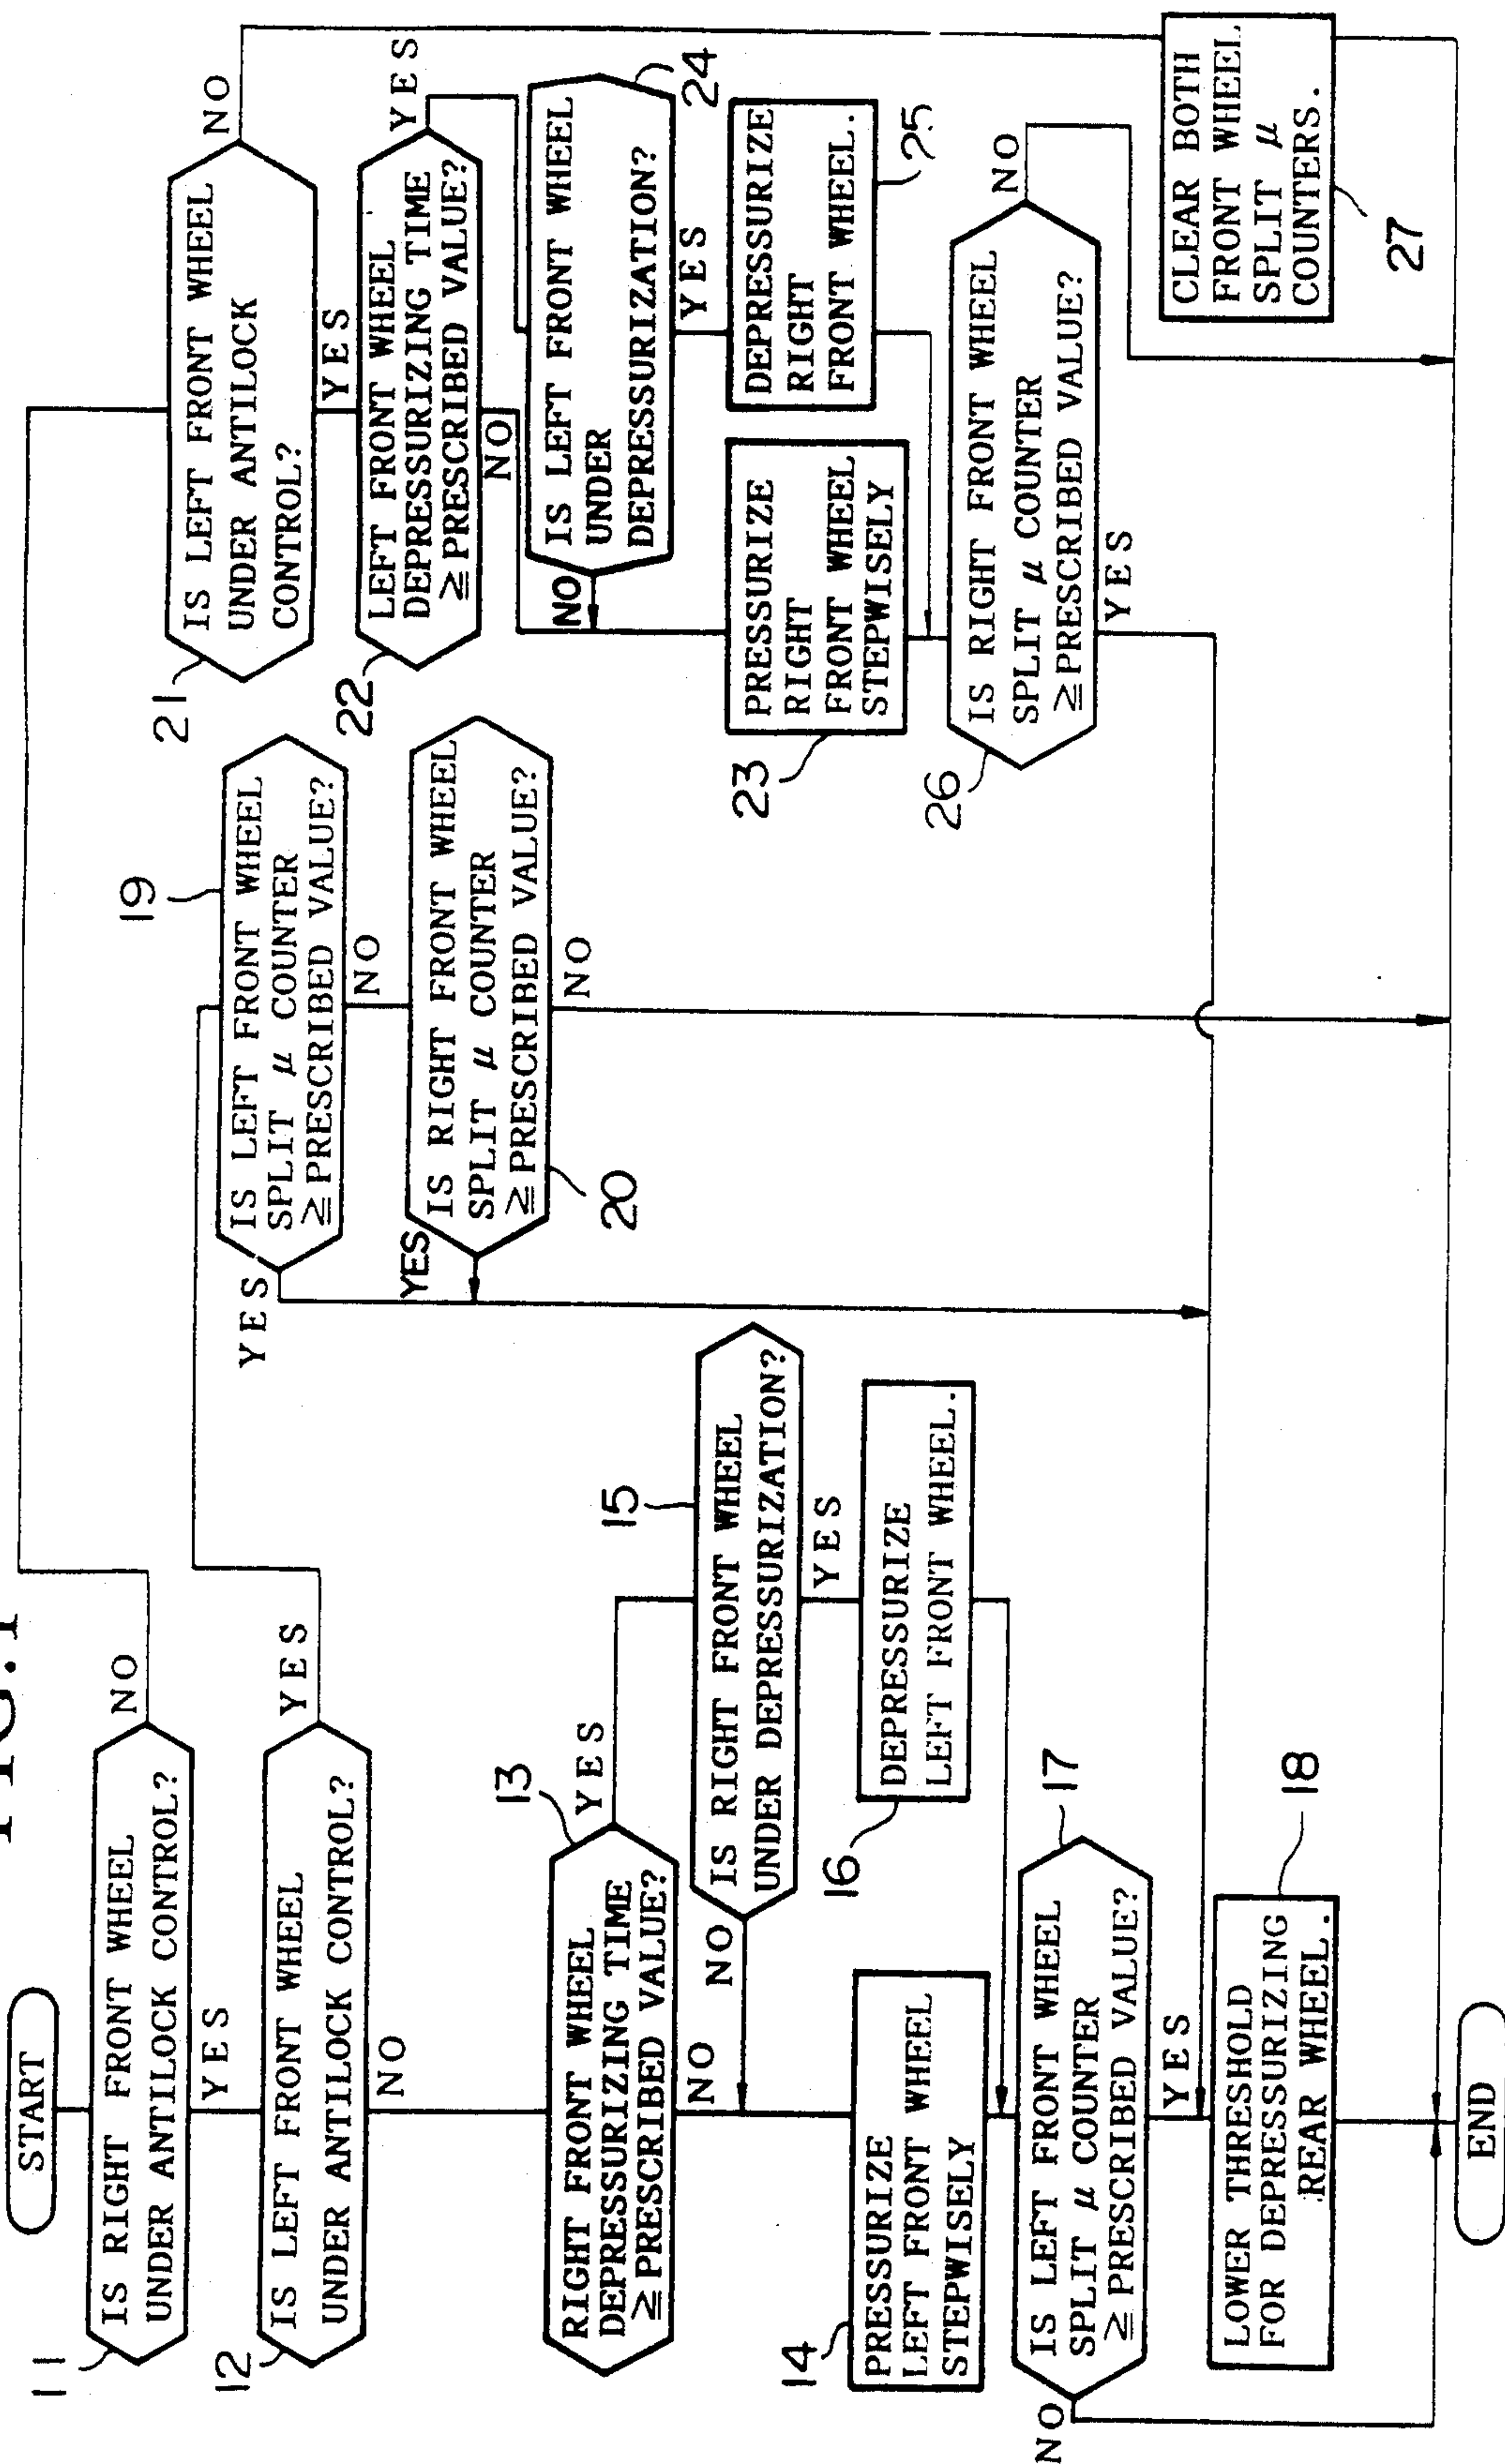 FIG.1
START
11
IS RIGHT FRONT WHEEL
UNDER ANTILOCK CONTROL?
NO
YES
12
IS LEFT FRONT WHEEL
UNDER ANTILOCK CONTROL?
YES
NO
13
RIGHT FRONT WHEEL
DEPRESSURIZING TIME
≧PRESCRIBED VALUE?
YES
NO
15
IS RIGHT FRONT WHEEL
UNDER DEPRESSURIZATION?
NO
YES
16
DEPRESSURIZE
LEFT FRONT WHEEL.
14
PRESSURIZE
LEFT FRONT WHEEL
STEPWISELY
17
IS LEFT FRONT WHEEL
SPLIT μ COUNTER
≧ PRESCRIBED VALUE?
NO
YES
18
LOWER THRESHOLD
FOR DEPRESSURIZING
REAR WHEEL.
END
19
IS LEFT FRONT WHEEL
SPLIT μ COUNTER
≧PRESCRIBED VALUE?
YES
NO
20
IS RIGHT FRONT WHEEL
SPLIT μ COUNTER
≧PRESCRIBED VALUE?
YES
NO
21
IS LEFT FRONT WHEEL
UNDER ANTILOCK
CONTROL?
NO
YES
22
LEFT FRONT WHEEL
DEPRESSURIZING TIME
≧PRESCRIBED VALUE?
YES
NO
24
IS LEFT FRONT WHEEL
UNDER
DEPRESSURIZATION?
NO
YES
23
PRESSURIZE
RIGHT
FRONT WHEEL
STEPWISELY
25
DEPRESSURIZE
RIGHT
FRONT WHEEL.
26
IS RIGHT FRONT WHEEL
SPLIT μ COUNTER
≧PRESCRIBED VALUE?
NO
YES
27
CLEAR BOTH
FRONT WHEEL
SPLIT μ
COUNTERS.